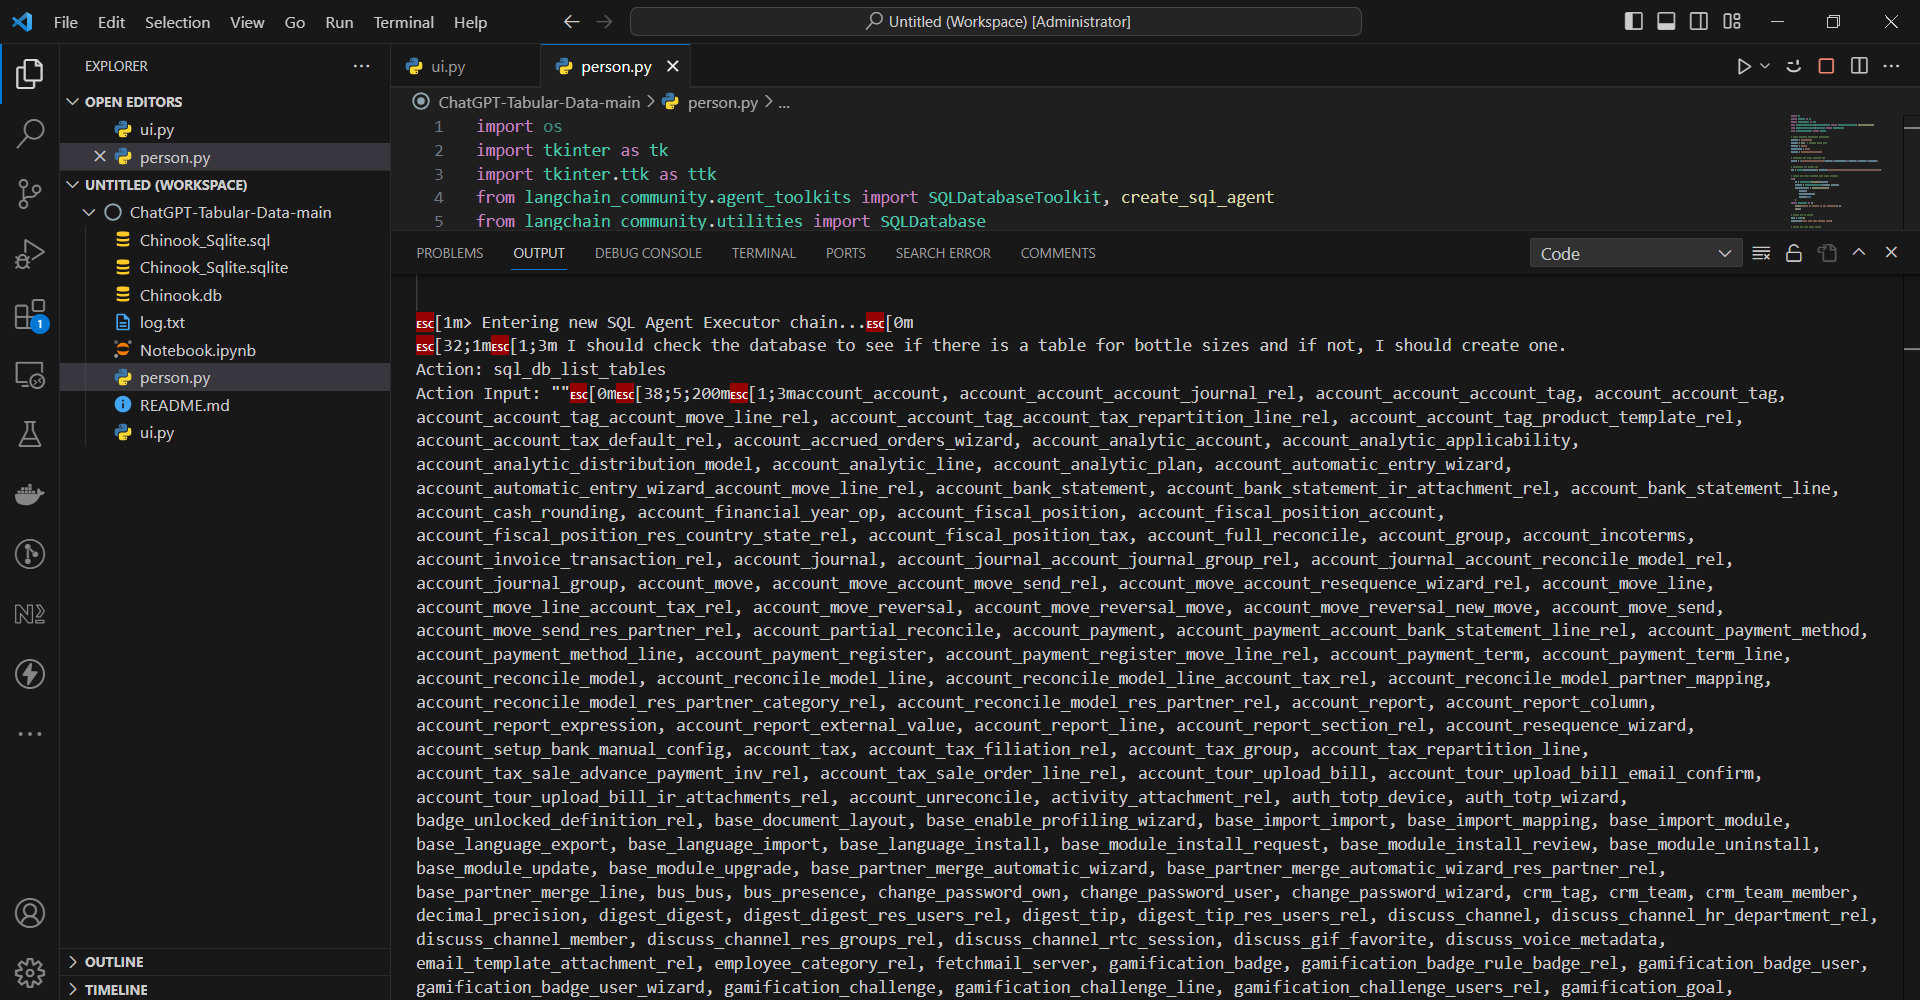 File Edit Selection View Go Run Terminal Help
Untitled (Workspace) [Administrator]
EXPLORER
OPEN EDITORS
ui.py
person.py
UNTITLED (WORKSPACE)
ChatGPT-Tabular-Data-main
Chinook_Sqlite.sql
Chinook_Sqlite.sqlite
Chinook.db
log.txt
Notebook.ipynb
person.py
README.md
ui.py
1
OUTLINE
TIMELINE
ui.py person.py
ChatGPT-Tabular-Data-main > person.py > ...
1 import os
2 import tkinter as tk
3 import tkinter.ttk as ttk
4 from langchain_community.agent_toolkits import SQLDatabaseToolkit, create_sql_agent
5 from langchain_community.utilities import SQLDatabase
PROBLEMS OUTPUT DEBUG CONSOLE TERMINAL PORTS SEARCH ERROR COMMENTS Code
ESC[1m> Entering new SQL Agent Executor chain...ESC[0m
ESC[32;1mESC[1;3m I should check the database to see if there is a table for bottle sizes and if not, I should create one.
Action: sql_db_list_tables
Action Input: ""ESC[0mESC[38;5;200mESC[1;3maccount_account, account_account_account_journal_rel, account_account_account_tag, account_account_tag,
account_account_tag_account_move_line_rel, account_account_tag_account_tax_repartition_line_rel, account_account_tag_product_template_rel,
account_account_tax_default_rel, account_accrued_orders_wizard, account_analytic_account, account_analytic_applicability,
account_analytic_distribution_model, account_analytic_line, account_analytic_plan, account_automatic_entry_wizard,
account_automatic_entry_wizard_account_move_line_rel, account_bank_statement, account_bank_statement_ir_attachment_rel, account_bank_statement_line,
account_cash_rounding, account_financial_year_op, account_fiscal_position, account_fiscal_position_account,
account_fiscal_position_res_country_state_rel, account_fiscal_position_tax, account_full_reconcile, account_group, account_incoterms,
account_invoice_transaction_rel, account_journal, account_journal_account_journal_group_rel, account_journal_account_reconcile_model_rel,
account_journal_group, account_move, account_move_account_move_send_rel, account_move_account_resequence_wizard_rel, account_move_line,
account_move_line_account_tax_rel, account_move_reversal, account_move_reversal_move, account_move_reversal_new_move, account_move_send,
account_move_send_res_partner_rel, account_partial_reconcile, account_payment, account_payment_account_bank_statement_line_rel, account_payment_method,
account_payment_method_line, account_payment_register, account_payment_register_move_line_rel, account_payment_term, account_payment_term_line,
account_reconcile_model, account_reconcile_model_line, account_reconcile_model_line_account_tax_rel, account_reconcile_model_partner_mapping,
account_reconcile_model_res_partner_category_rel, account_reconcile_model_res_partner_rel, account_report, account_report_column,
account_report_expression, account_report_external_value, account_report_line, account_report_section_rel, account_resequence_wizard,
account_setup_bank_manual_config, account_tax, account_tax_filiation_rel, account_tax_group, account_tax_repartition_line,
account_tax_sale_advance_payment_inv_rel, account_tax_sale_order_line_rel, account_tour_upload_bill, account_tour_upload_bill_email_confirm,
account_tour_upload_bill_ir_attachments_rel, account_unreconcile, activity_attachment_rel, auth_totp_device, auth_totp_wizard,
badge_unlocked_definition_rel, base_document_layout, base_enable_profiling_wizard, base_import_import, base_import_mapping, base_import_module,
base_language_export, base_language_import, base_language_install, base_module_install_request, base_module_install_review, base_module_uninstall,
base_module_update, base_module_upgrade, base_partner_merge_automatic_wizard, base_partner_merge_automatic_wizard_res_partner_rel,
base_partner_merge_line, bus_bus, bus_presence, change_password_own, change_password_user, change_password_wizard, crm_tag, crm_team, crm_team_member,
decimal_precision, digest_digest, digest_digest_res_users_rel, digest_tip, digest_tip_res_users_rel, discuss_channel, discuss_channel_hr_department_rel,
discuss_channel_member, discuss_channel_res_groups_rel, discuss_channel_rtc_session, discuss_gif_favorite, discuss_voice_metadata,
email_template_attachment_rel, employee_category_rel, fetchmail_server, gamification_badge, gamification_badge_rule_badge_rel, gamification_badge_user,
gamification_badge_user_wizard, gamification_challenge, gamification_challenge_line, gamification_challenge_users_rel, gamification_goal,